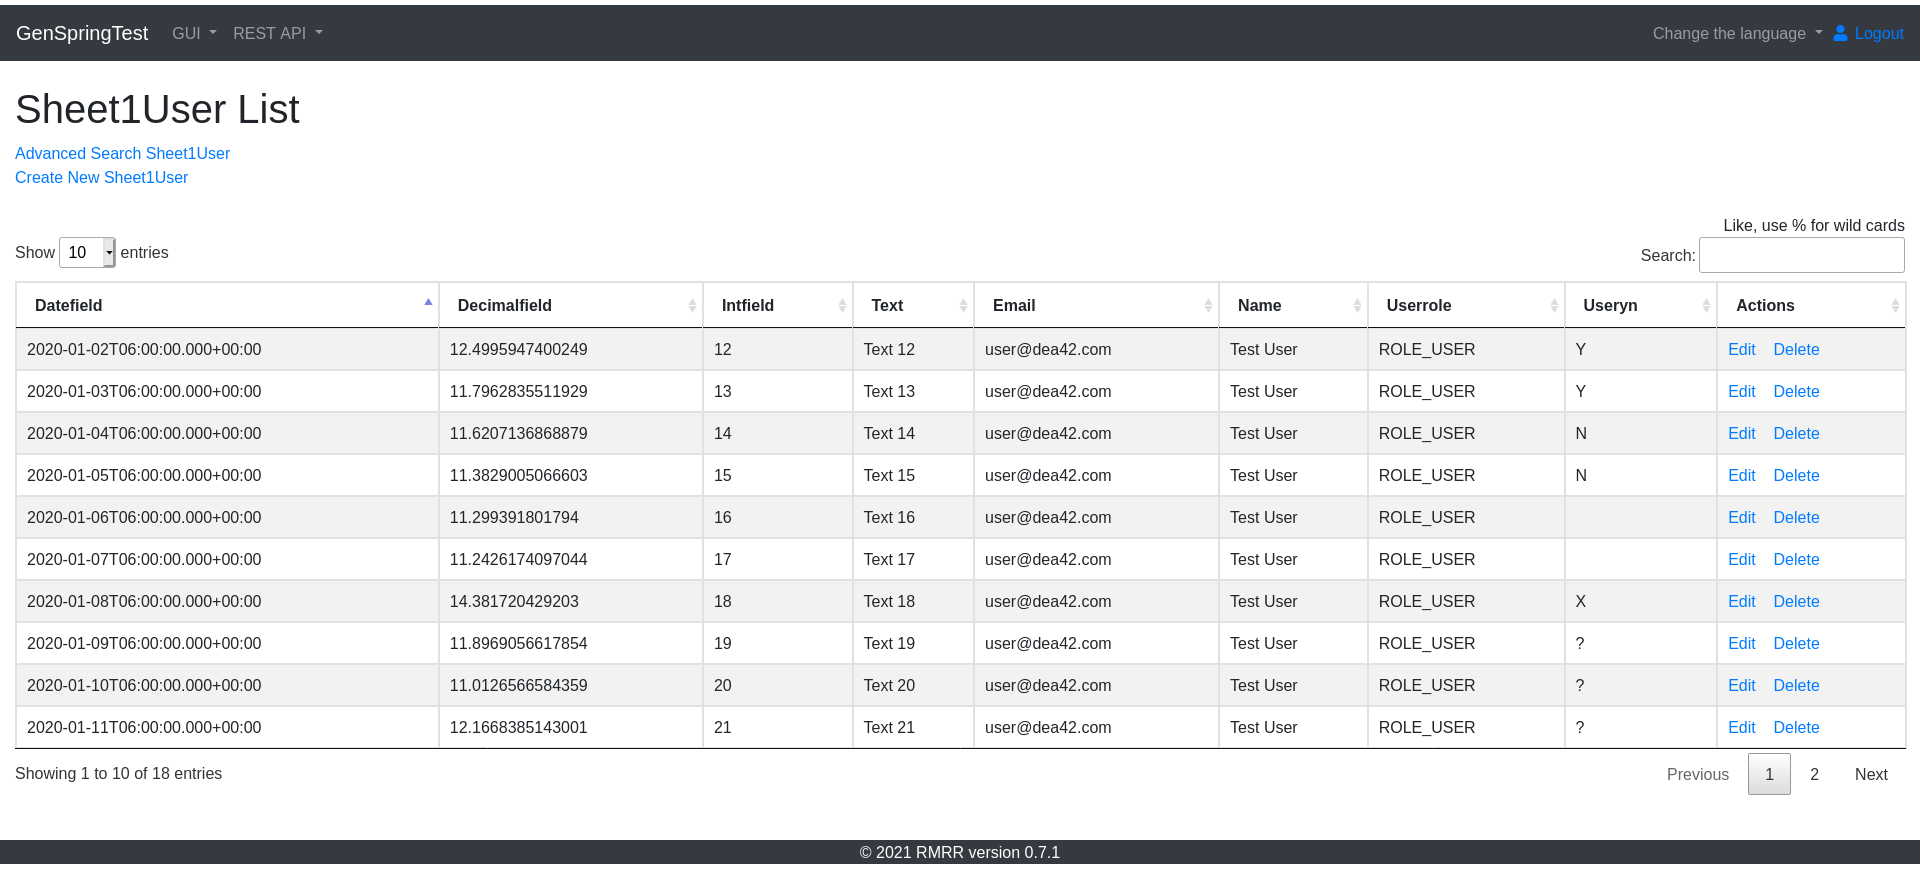 GenSpringTest GUI REST API Change the language Logout
Sheet1User List
Advanced Search Sheet1User
Create New Sheet1User
Like, use % for wild cards
Show 10 entries Search:
Datefield Decimalfield Intfield Text Email Name Userrole Useryn Actions
2020-01-02T06:00:00.000+00:00 12.4995947400249 12 Text 12 user@dea42.com Test User ROLE_USER Y Edit Delete
2020-01-03T06:00:00.000+00:00 11.7962835511929 13 Text 13 user@dea42.com Test User ROLE_USER Y Edit Delete
2020-01-04T06:00:00.000+00:00 11.6207136868879 14 Text 14 user@dea42.com Test User ROLE_USER N Edit Delete
2020-01-05T06:00:00.000+00:00 11.3829005066603 15 Text 15 user@dea42.com Test User ROLE_USER N Edit Delete
2020-01-06T06:00:00.000+00:00 11.299391801794 16 Text 16 user@dea42.com Test User ROLE_USER Edit Delete
2020-01-07T06:00:00.000+00:00 11.2426174097044 17 Text 17 user@dea42.com Test User ROLE_USER Edit Delete
2020-01-08T06:00:00.000+00:00 14.381720429203 18 Text 18 user@dea42.com Test User ROLE_USER X Edit Delete
2020-01-09T06:00:00.000+00:00 11.8969056617854 19 Text 19 user@dea42.com Test User ROLE_USER ? Edit Delete
2020-01-10T06:00:00.000+00:00 11.0126566584359 20 Text 20 user@dea42.com Test User ROLE_USER ? Edit Delete
2020-01-11T06:00:00.000+00:00 12.1668385143001 21 Text 21 user@dea42.com Test User ROLE_USER ? Edit Delete
Showing 1 to 10 of 18 entries Previous 1 2 Next
© 2021 RMRR version 0.7.1